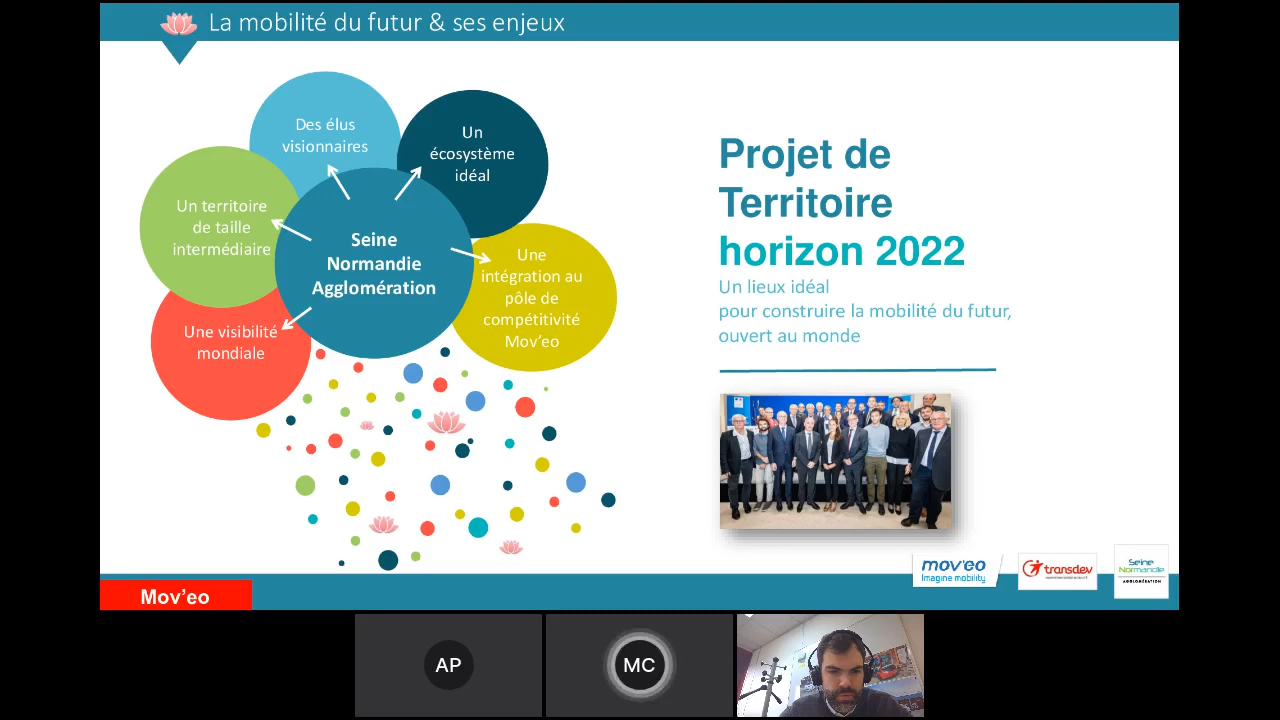 La mobilité du futur & ses enjeux
Des élus
visionnaires
Un
écosystème
idéal
Un territoire
de taille
intermédiaire
Seine
Normandie
Agglomération
Une
intégration au
pôle de
compétitivité
Mov'eo
Une visibilité
mondiale
Projet de
Territoire
horizon 2022
Un lieux idéal
pour construire la mobilité du futur,
ouvert au monde
mov'eo
Imagine mobility
transdev
Seine
Normandie
AGGLOMÉRATION
Mov'eo
AP
MC